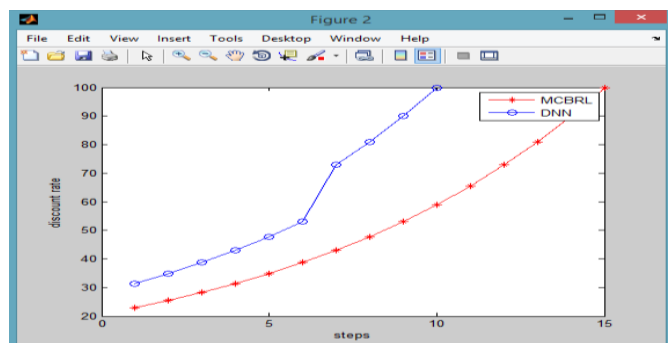 Figure 2
File Edit View Insert Tools Desktop Window Help
100
90
80
70
60
50
40
30
20
discount rate
MCBRL
DNN
0 5 10 15
steps